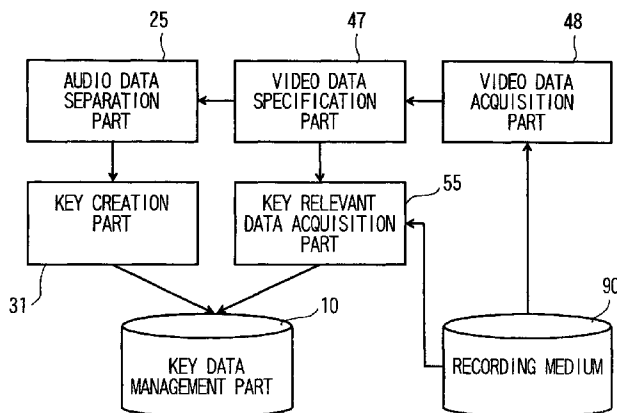 25
47
48
AUDIO DATA
SEPARATION
PART
VIDEO DATA
SPECIFICATION
PART
VIDEO DATA
ACQUISITION
PART
KEY CREATION
PART
KEY RELEVANT
DATA ACQUISITION
PART
55
31
10
90
KEY DATA
MANAGEMENT PART
RECORDING MEDIUM